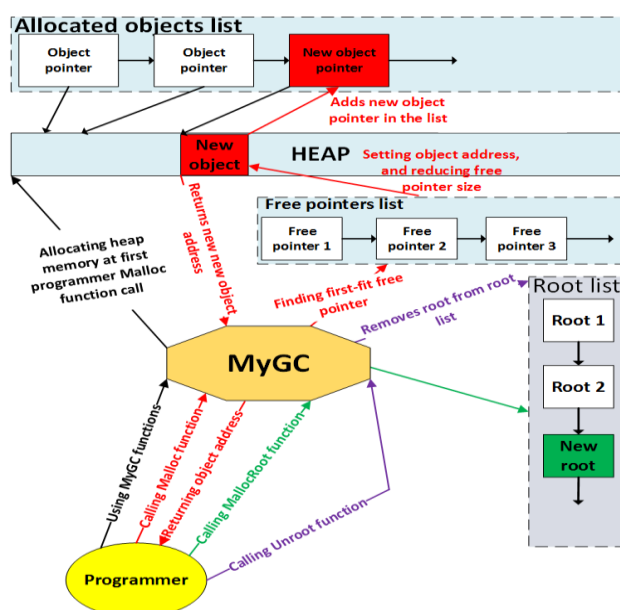 Allocated objects list
Object
pointer
Object
pointer
New object
pointer
Adds new object
pointer in the list
New
object
HEAP
Setting object address,
and reducing free
pointer size
Returns new new object
address
Free pointers list
Free
pointer 1
Free
pointer 2
Free
pointer 3
Allocating heap
memory at first
programmer Malloc
function call
Finding first-fit free
pointer
Removes root from root
list
Root list
Root 1
Root 2
New
root
MyGC
Using MyGC functions
Calling Malloc function
Returning object address
Calling MallocRoot function
Calling Unroot function
Programmer